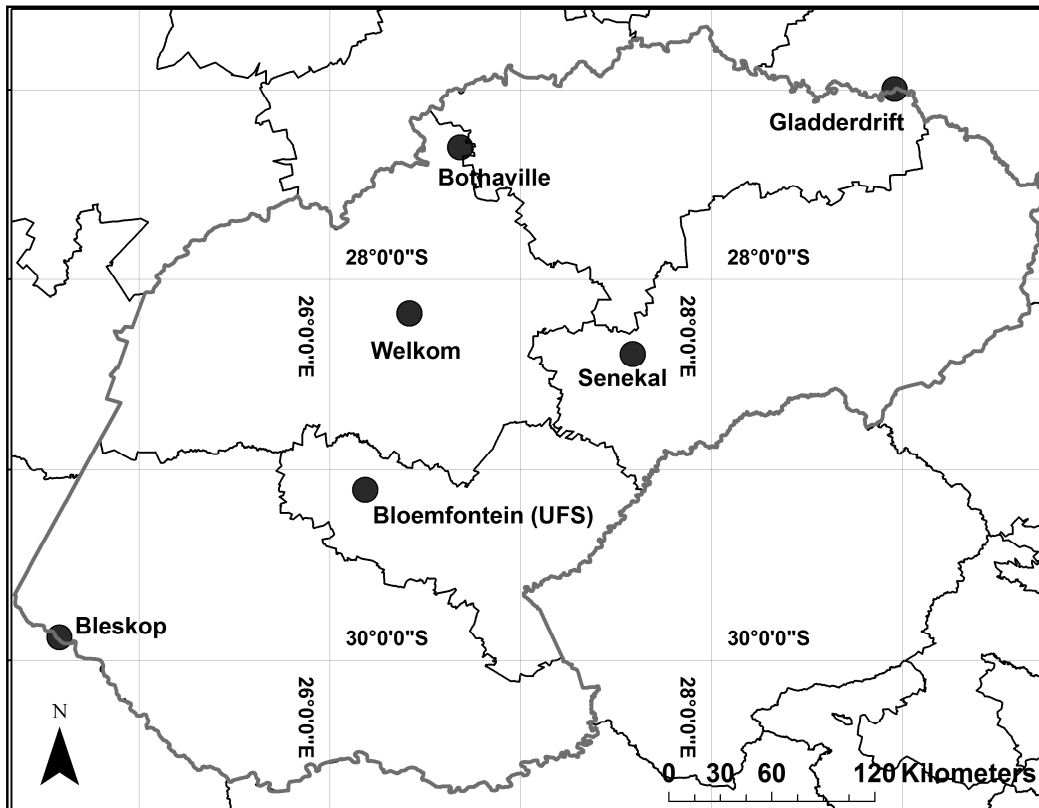 Gladderdrift
Bothaville
28°0'0"S
28°0'0"S
26°0'0"E
28°0'0"E
Welkom
Senekal
Bloemfontein (UFS)
Bleskop
30°0'0"S
30°0'0"S
26°0'0"E
28°0'0"E
N
0 30 60 120 Kilometers